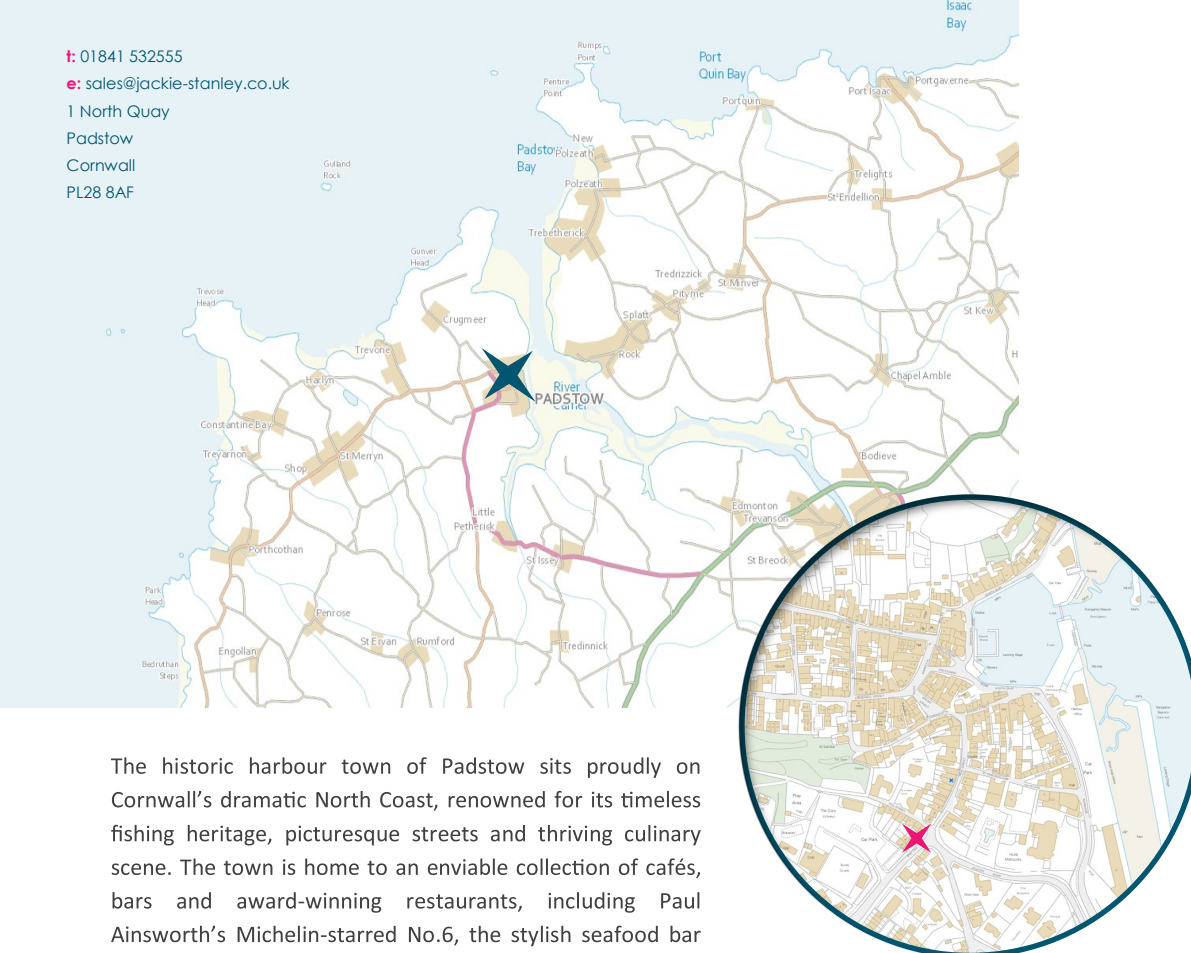 t: 01841 532555
e: sales@jackie-stanley.co.uk
1 North Quay
Padstow
Cornwall
PL28 8AF
Isaac
Bay
Rumps
Point
Port
Quin Bay
Pentire
Point
Portgaverne
Port Isaac
Portquin
New
Polzeath
Padstow
Bay
Gulland
Rock
Polzeath
Trelights
St Endellion
Trebetherick
Gunver
Head
Tredrizzick
St Minver
Pityme
Trevose
Head
St Kew
Splatt
Crugmeer
Trevone
Rock
Harlyn
Chapel Amble
River
Camel
PADSTOW
Constantine Bay
Treyarnon
St Merryn
Shop
Bodieve
Little
Petherick
Edmonton
Trevanson
Porthcothan
St Issey
St Breock
Park
Head
Penrose
St Ervan
Rumford
Tredinnick
Engollan
Bedruthan
Steps
Car Park
Play
Area
Car
Park
The historic harbour town of Padstow sits proudly on
Cornwall’s dramatic North Coast, renowned for its timeless
fishing heritage, picturesque streets and thriving culinary
scene. The town is home to an enviable collection of cafés,
bars and award-winning restaurants, including Paul
Ainsworth’s Michelin-starred No.6, the stylish seafood bar